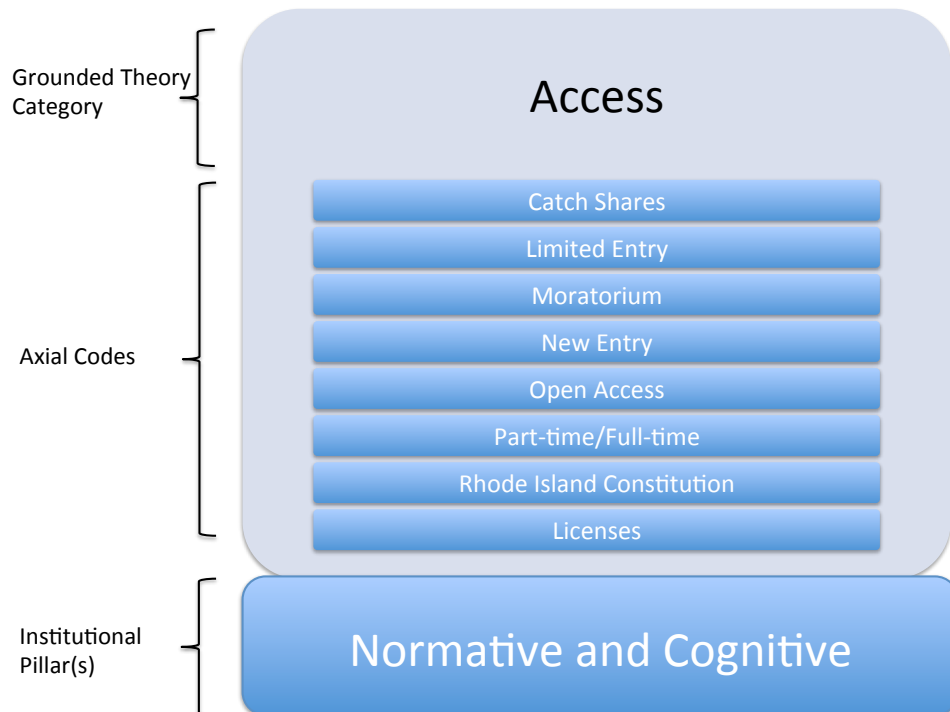 Grounded Theory
Category
Access
Catch Shares
Limited Entry
Moratorium
New Entry
Axial Codes
Open Access
Part-time/Full-time
Rhode Island Constitution
Licenses
Institutional
Pillar(s)
Normative and Cognitive